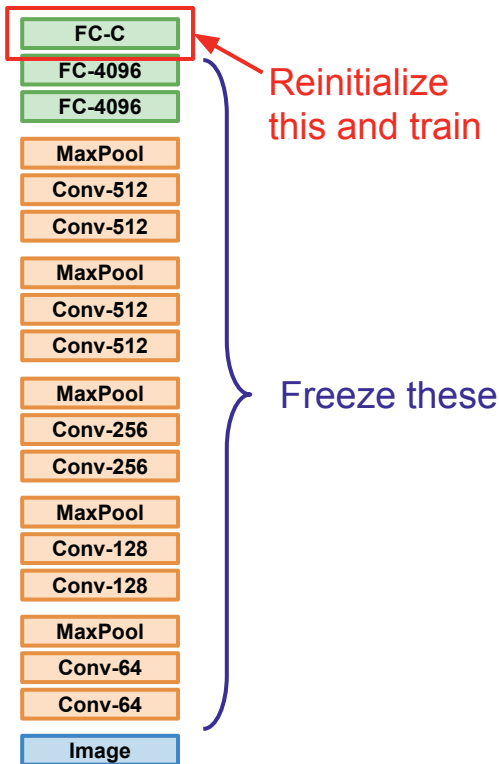 FC-C
FC-4096
FC-4096
MaxPool
Conv-512
Conv-512
MaxPool
Conv-512
Conv-512
MaxPool
Conv-256
Conv-256
MaxPool
Conv-128
Conv-128
MaxPool
Conv-64
Conv-64
Image
Reinitialize
this and train
Freeze these